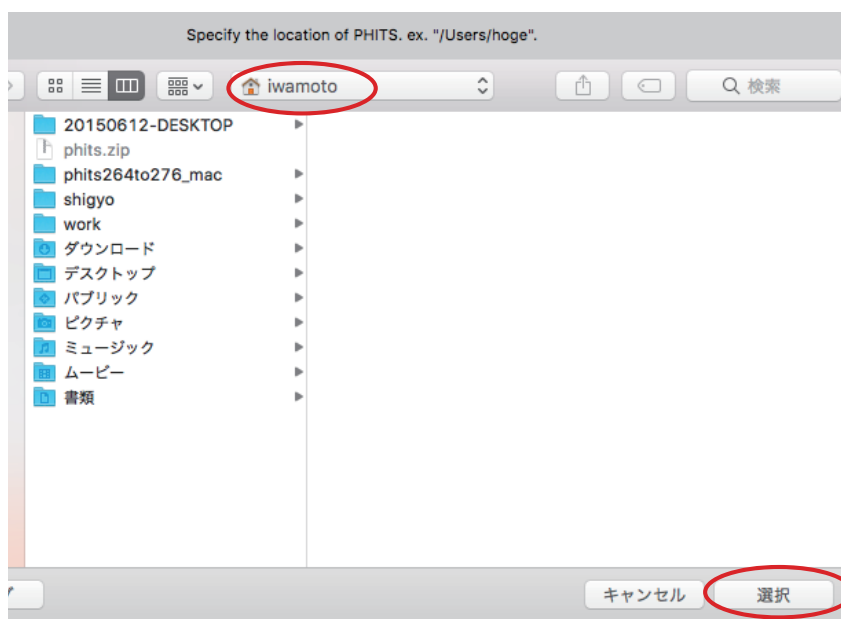 Specify the location of PHITS. ex. "/Users/hoge".
iwamoto
検索
20150612-DESKTOP
phits.zip
phits264to276_mac
shigyo
work
ダウンロード
デスクトップ
パブリック
ピクチャ
ミュージック
ムービー
書類
キャンセル
選択